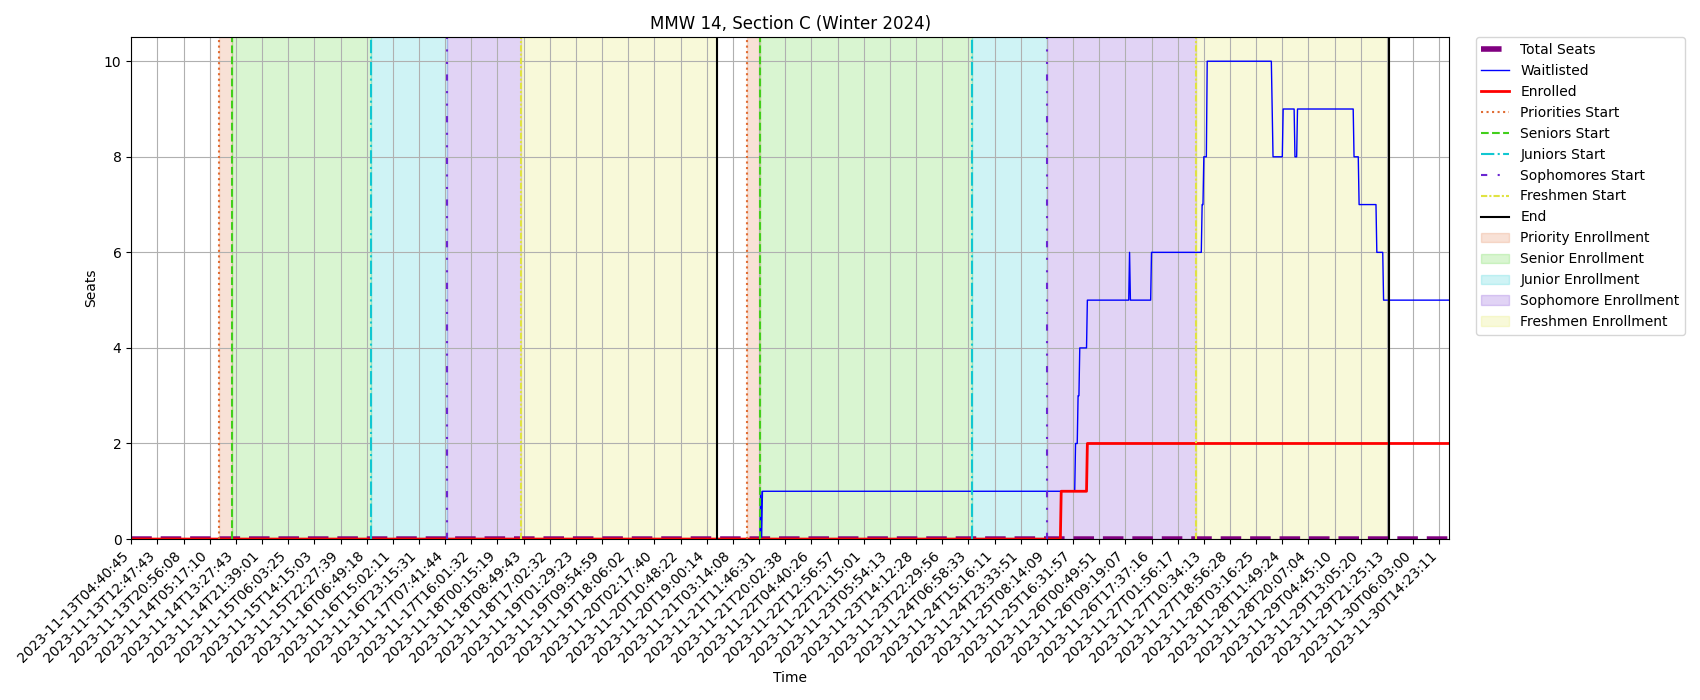 MMW 14, Section C (Winter 2024)
Seats
10
8
6
4
2
0
Total Seats
Waitlisted
Enrolled
Priorities Start
Seniors Start
Juniors Start
Sophomores Start
Freshmen Start
End
Priority Enrollment
Senior Enrollment
Junior Enrollment
Sophomore Enrollment
Freshmen Enrollment
2023-11-13T04:40:45
2023-11-13T12:47:43
2023-11-13T20:56:08
2023-11-14T05:17:10
2023-11-14T13:27:43
2023-11-14T21:39:01
2023-11-15T06:03:25
2023-11-15T14:15:03
2023-11-15T22:27:39
2023-11-16T06:49:18
2023-11-16T15:02:11
2023-11-16T23:15:31
2023-11-17T07:41:44
2023-11-17T16:01:32
2023-11-18T00:15:19
2023-11-18T08:49:43
2023-11-18T17:02:32
2023-11-19T01:29:23
2023-11-19T09:54:59
2023-11-19T18:06:02
2023-11-20T02:17:40
2023-11-20T10:48:22
2023-11-20T19:00:14
2023-11-21T03:14:08
2023-11-21T11:46:31
2023-11-21T20:02:38
2023-11-22T04:40:26
2023-11-22T12:56:57
2023-11-22T21:15:01
2023-11-23T05:54:13
2023-11-23T14:12:28
2023-11-23T22:29:56
2023-11-24T06:58:33
2023-11-24T15:16:11
2023-11-24T23:33:51
2023-11-25T08:14:09
2023-11-25T16:31:57
2023-11-26T00:49:51
2023-11-26T09:19:07
2023-11-26T17:37:16
2023-11-27T01:56:17
2023-11-27T10:34:13
2023-11-27T18:56:28
2023-11-28T03:16:25
2023-11-28T11:49:24
2023-11-28T20:07:04
2023-11-29T04:45:10
2023-11-29T13:05:20
2023-11-29T21:25:13
2023-11-30T06:03:00
2023-11-30T14:23:11
Time